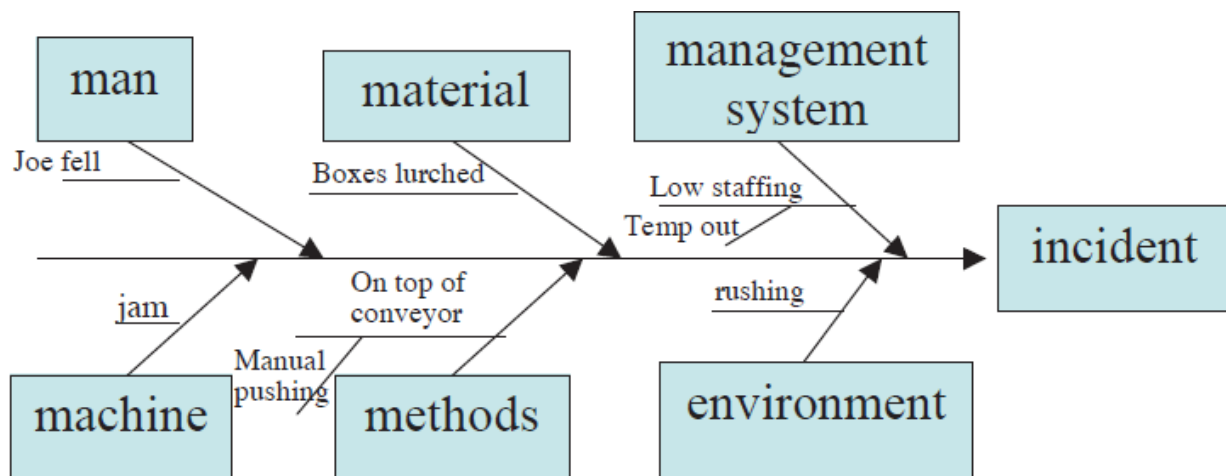 man
material
management
system
Joe fell
Boxes lurched
Low staffing
Temp out
incident
jam
On top of
conveyor
rushing
Manual
pushing
machine
methods
environment